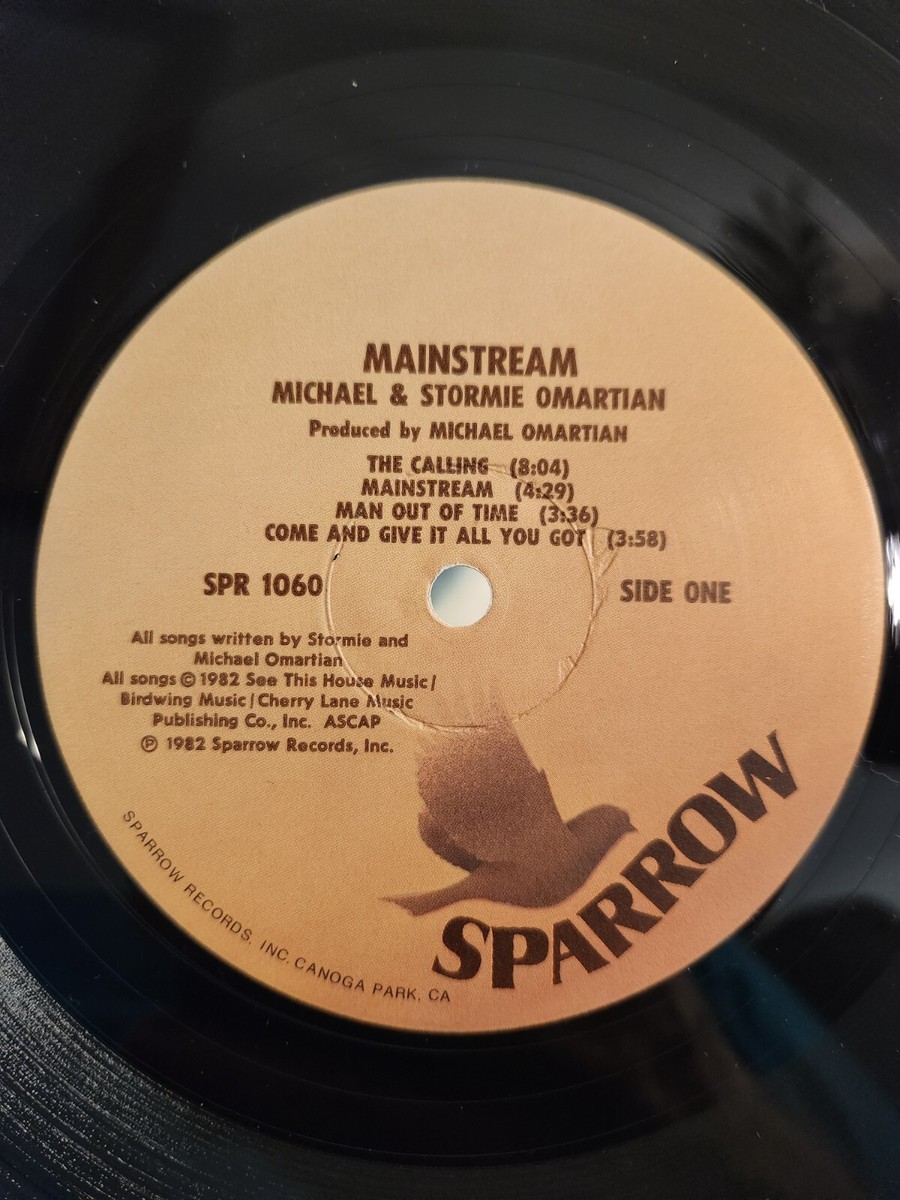 MAINSTREAM
MICHAEL & STORMIE OMARTIAN
Produced by MICHAEL OMARTIAN
THE CALLING (8:04)
MAINSTREAM (4:29)
MAN OUT OF TIME (3:36)
COME AND GIVE IT ALL YOU GOT (3:58)
SPR 1060
SIDE ONE
All songs written by Stormie and
Michael Omartian
All songs © 1982 See This House Music/
Birdwing Music/Cherry Lane Music
Publishing Co., Inc. ASCAP
℗ 1982 Sparrow Records, Inc.
SPARROW
SPARROW RECORDS, INC. CANOGA PARK, CA